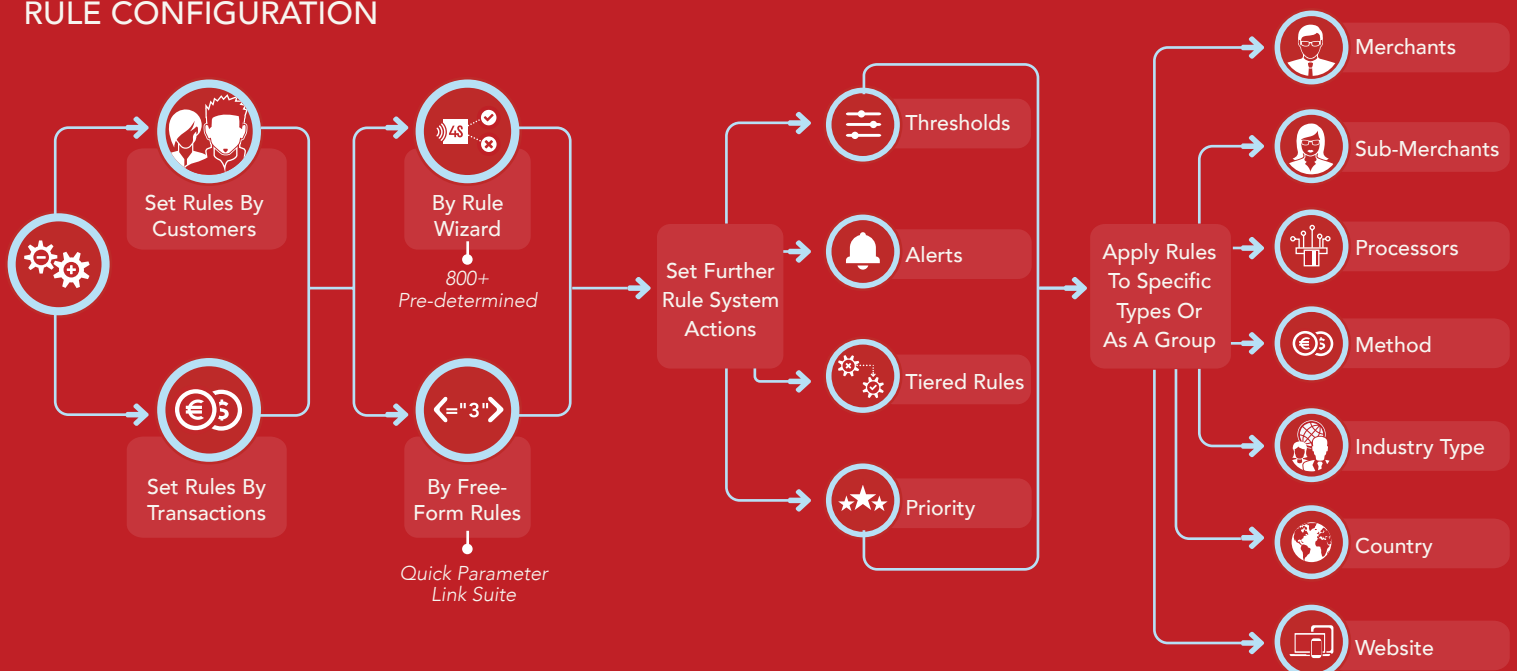 RULE CONFIGURATION
Set Rules By
Customers
Set Rules By
Transactions
4S
By Rule
Wizard
800+
Pre-determined
<="3">
By Free-
Form Rules
Quick Parameter
Link Suite
Set Further
Rule System
Actions
Thresholds
Alerts
Tiered Rules
Priority
Apply Rules
To Specific
Types Or
As A Group
Merchants
Sub-Merchants
Processors
Method
Industry Type
Country
Website